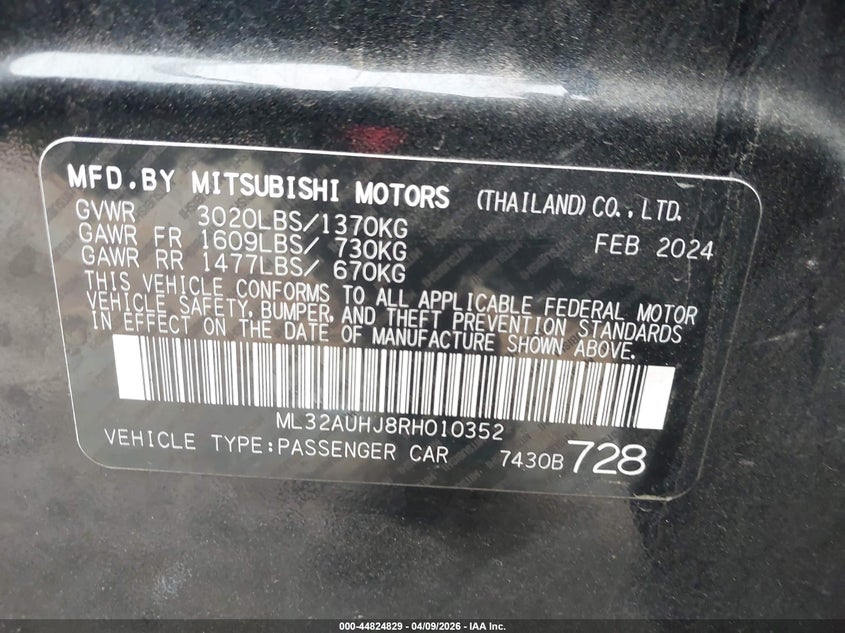 MFD.BY MITSUBISHI MOTORS (THAILAND) CO., LTD.
GVWR 3020LBS/1370KG FEB 2024
GAWR FR 1609LBS/ 730KG
GAWR RR 1477LBS/ 670KG
THIS VEHICLE CONFORMS TO ALL APPLICABLE FEDERAL MOTOR
VEHICLE SAFETY, BUMPER, AND THEFT PREVENTION STANDARDS
IN EFFECT ON THE DATE OF MANUFACTURE SHOWN ABOVE.
ML32AUHJ8RH010352
VEHICLE TYPE:PASSENGER CAR 7430B 728
000-44824829 - 04/09/2026 - IAA Inc.